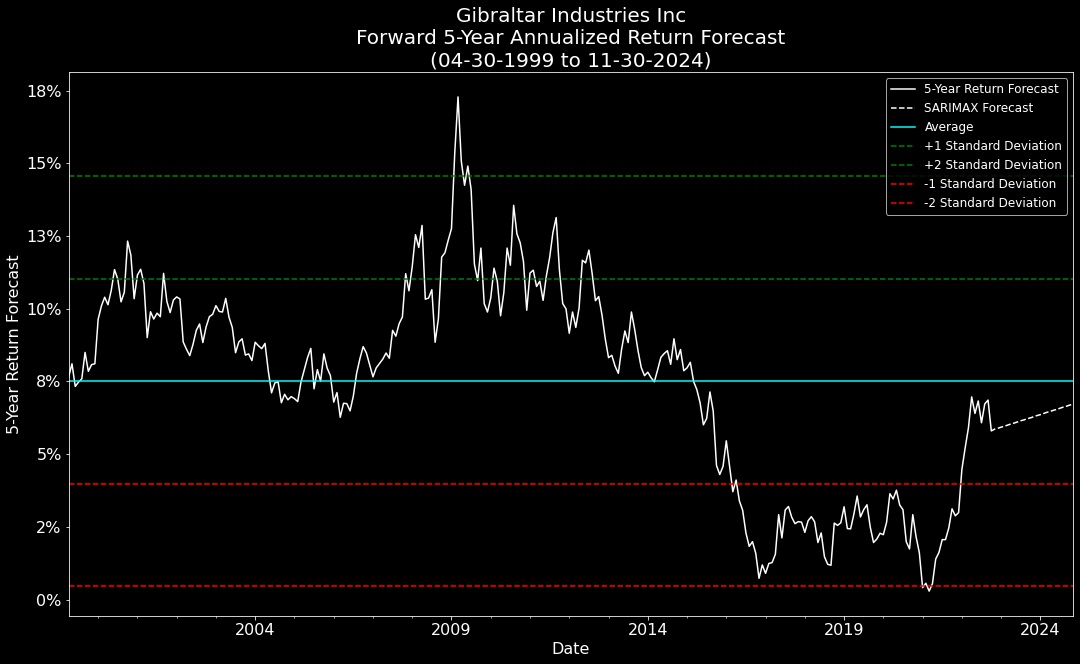 Gibraltar Industries Inc
Forward 5-Year Annualized Return Forecast
(04-30-1999 to 11-30-2024)
5-Year Return Forecast
SARIMAX Forecast
Average
+1 Standard Deviation
+2 Standard Deviation
-1 Standard Deviation
-2 Standard Deviation
5-Year Return Forecast
18%
15%
13%
10%
8%
5%
2%
0%
2004
2009
2014
2019
2024
Date